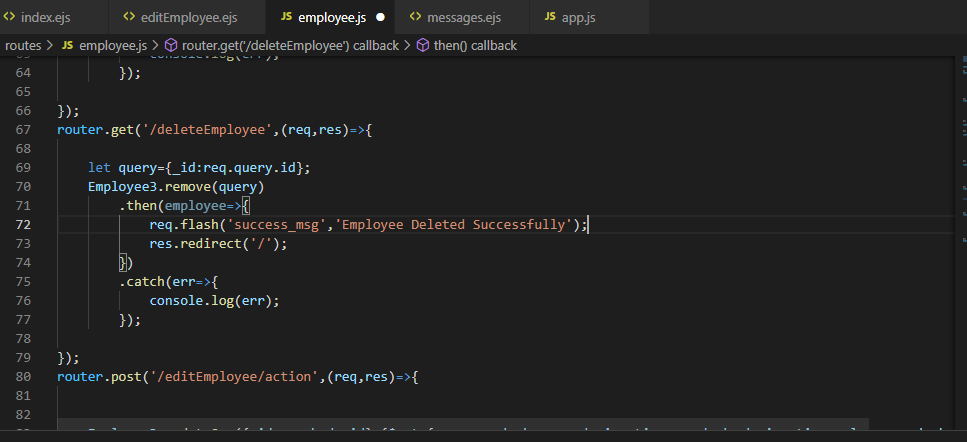 index.ejs editEmployee.ejs JS employee.js messages.ejs JS app.js
routes > JS employee.js > router.get('/deleteEmployee') callback > then() callback
64 });
65
66 });
67 router.get('/deleteEmployee',(req,res)=>{
68
69 let query={_id:req.query.id};
70 Employee3.remove(query)
71 .then(employee=>{
72 req.flash('success_msg','Employee Deleted Successfully');
73 res.redirect('/');
74 })
75 .catch(err=>{
76 console.log(err);
77 });
78
79 });
80 router.post('/editEmployee/action',(req,res)=>{
81
82